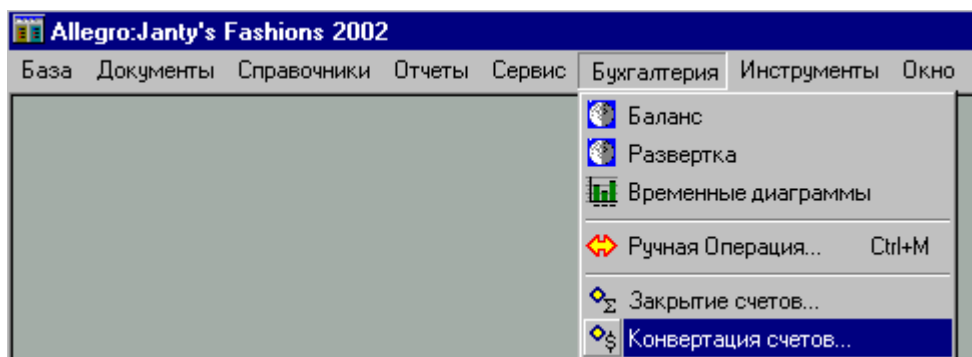 Allegro:Janty's Fashions 2002
База Документы Справочники Отчеты Сервис Бухгалтерия Инструменты Окно
Баланс
Развертка
Временные диаграммы
Ручная Операция... Ctrl+M
Закрытие счетов...
Конвертация счетов...